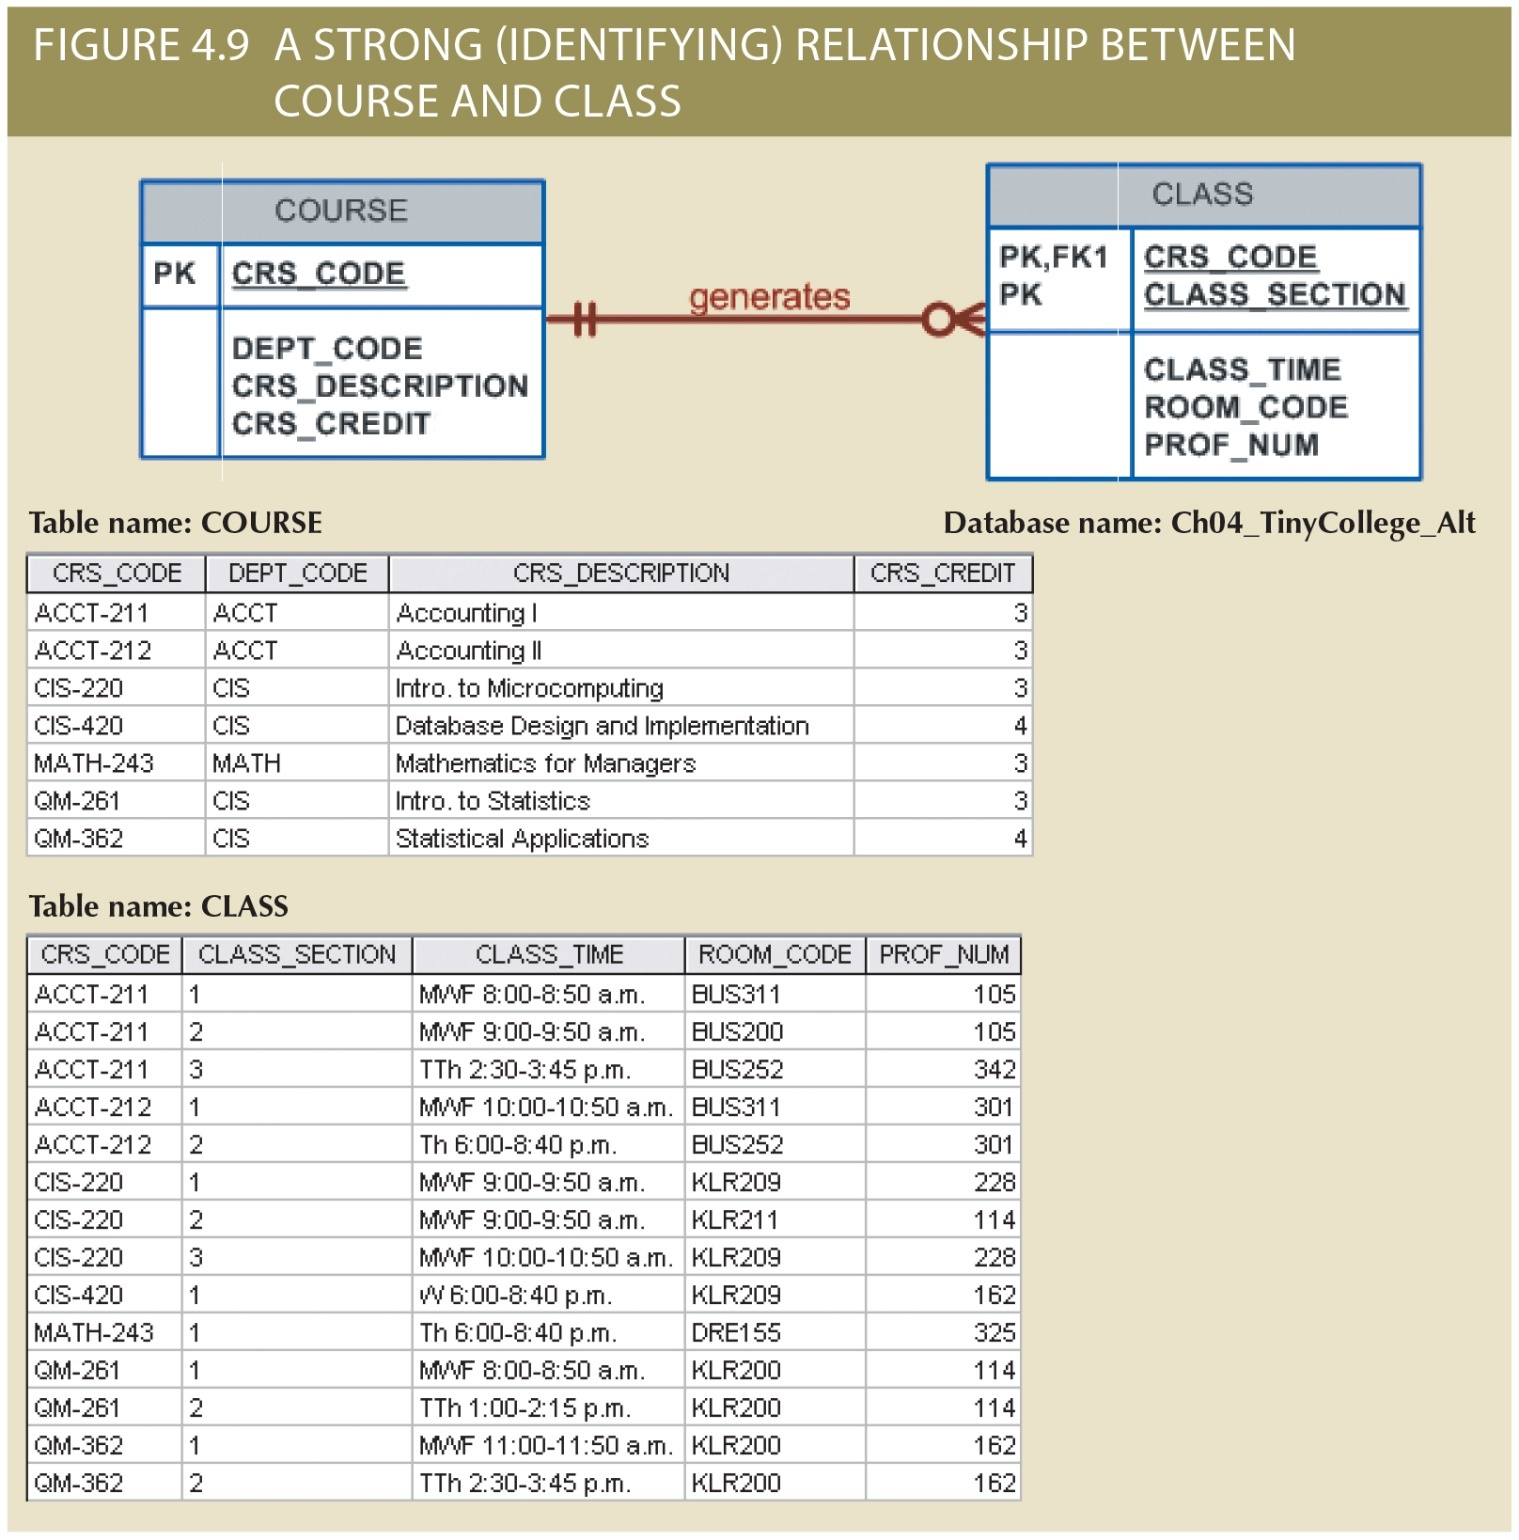 FIGURE 4.9 A STRONG (IDENTIFYING) RELATIONSHIP BETWEEN
COURSE AND CLASS
COURSE
PK CRS_CODE
DEPT_CODE
CRS_DESCRIPTION
CRS_CREDIT
generates
CLASS
PK,FK1 CRS_CODE
PK CLASS_SECTION
CLASS_TIME
ROOM_CODE
PROF_NUM
Table name: COURSE Database name: Ch04_TinyCollege_Alt
CRS_CODE DEPT_CODE CRS_DESCRIPTION CRS_CREDIT
ACCT-211 ACCT Accounting I 3
ACCT-212 ACCT Accounting II 3
CIS-220 CIS Intro. to Microcomputing 3
CIS-420 CIS Database Design and Implementation 4
MATH-243 MATH Mathematics for Managers 3
QM-261 CIS Intro. to Statistics 3
QM-362 CIS Statistical Applications 4
Table name: CLASS
CRS_CODE CLASS_SECTION CLASS_TIME ROOM_CODE PROF_NUM
ACCT-211 1 MWF 8:00-8:50 a.m. BUS311 105
ACCT-211 2 MWF 9:00-9:50 a.m. BUS200 105
ACCT-211 3 TTh 2:30-3:45 p.m. BUS252 342
ACCT-212 1 MWF 10:00-10:50 a.m. BUS311 301
ACCT-212 2 Th 6:00-8:40 p.m. BUS252 301
CIS-220 1 MWF 9:00-9:50 a.m. KLR209 228
CIS-220 2 MWF 9:00-9:50 a.m. KLR211 114
CIS-220 3 MWF 10:00-10:50 a.m. KLR209 228
CIS-420 1 W 6:00-8:40 p.m. KLR209 162
MATH-243 1 Th 6:00-8:40 p.m. DRE155 325
QM-261 1 MWF 8:00-8:50 a.m. KLR200 114
QM-261 2 TTh 1:00-2:15 p.m. KLR200 114
QM-362 1 MWF 11:00-11:50 a.m. KLR200 162
QM-362 2 TTh 2:30-3:45 p.m. KLR200 162